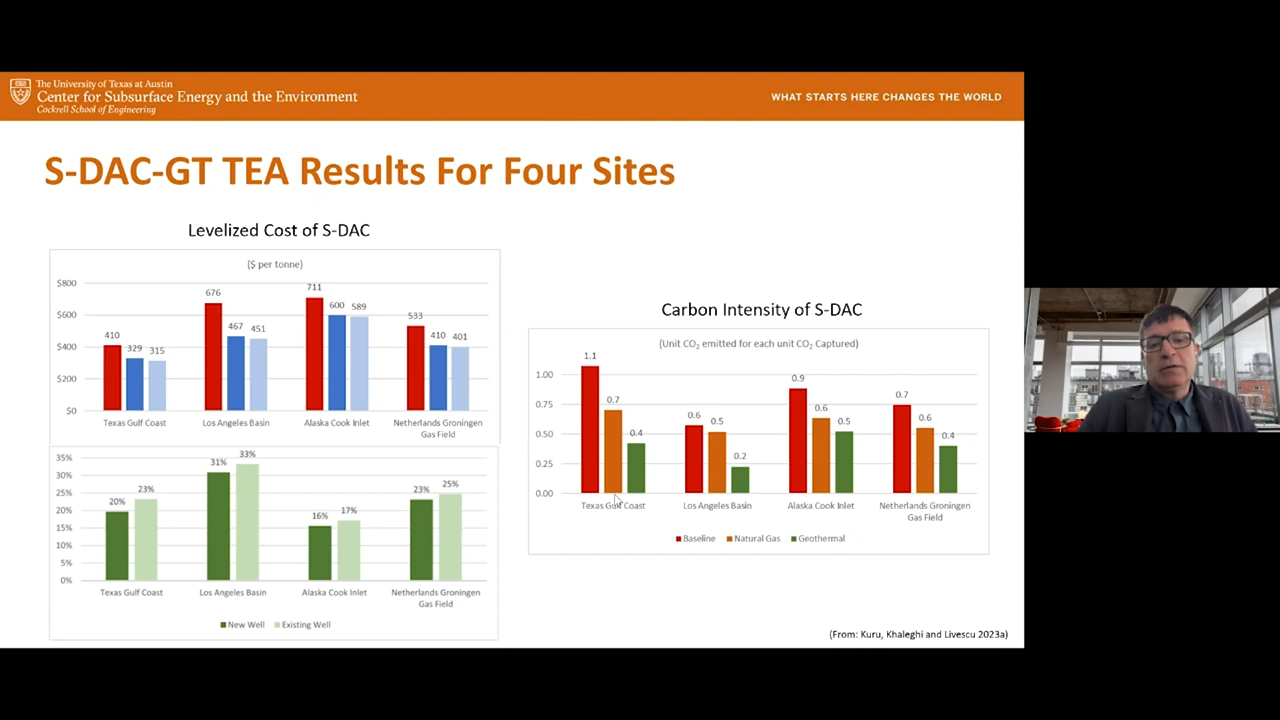 The University of Texas at Austin
Center for Subsurface Energy and the Environment
Cockrell School of Engineering
WHAT STARTS HERE CHANGES THE WORLD
S-DAC-GT TEA Results For Four Sites
Levelized Cost of S-DAC
($ per tonne)
$800
$600
$400
$200
$0
410
329
315
676
467
451
711
600
589
533
410
401
Texas Gulf Coast
Los Angeles Basin
Alaska Cook Inlet
Netherlands Groningen
Gas Field
35%
30%
25%
20%
15%
10%
5%
0%
20%
23%
31%
33%
16%
17%
23%
25%
Texas Gulf Coast
Los Angeles Basin
Alaska Cook Inlet
Netherlands Groningen
Gas Field
New Well
Existing Well
Carbon Intensity of S-DAC
(Unit CO₂ emitted for each unit CO₂ Captured)
1.00
0.75
0.50
0.25
0.00
1.1
0.7
0.4
0.6
0.5
0.2
0.9
0.6
0.5
0.7
0.6
0.4
Texas Gulf Coast
Los Angeles Basin
Alaska Cook Inlet
Netherlands Groningen
Gas Field
Baseline
Natural Gas
Geothermal
(From: Kuru, Khaleghi and Livescu 2023a)